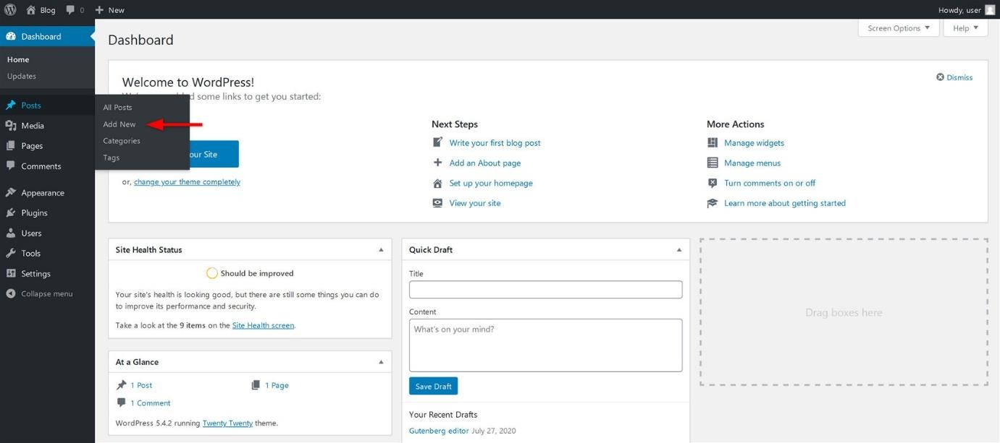 Blog
0
New
Howdy, user
Dashboard
Home
Updates
Posts
Media
Pages
Comments
Appearance
Plugins
Users
Tools
Settings
Collapse menu
All Posts
Add New
Categories
Tags
Dashboard
Screen Options
Help
Welcome to WordPress!
some links to get you started:
Dismiss
our Site
or, change your theme completely
Next Steps
Write your first blog post
Add an About page
Set up your homepage
View your site
More Actions
Manage widgets
Manage menus
Turn comments on or off
Learn more about getting started
Site Health Status
Should be improved
Your site's health is looking good, but there are still some things you can do
to improve its performance and security.
Take a look at the 9 items on the Site Health screen.
At a Glance
1 Post
1 Page
1 Comment
WordPress 5.4.2 running Twenty Twenty theme.
Quick Draft
Title
Content
What's on your mind?
Save Draft
Your Recent Drafts
Gutenberg editor July 27, 2020
Drag boxes here